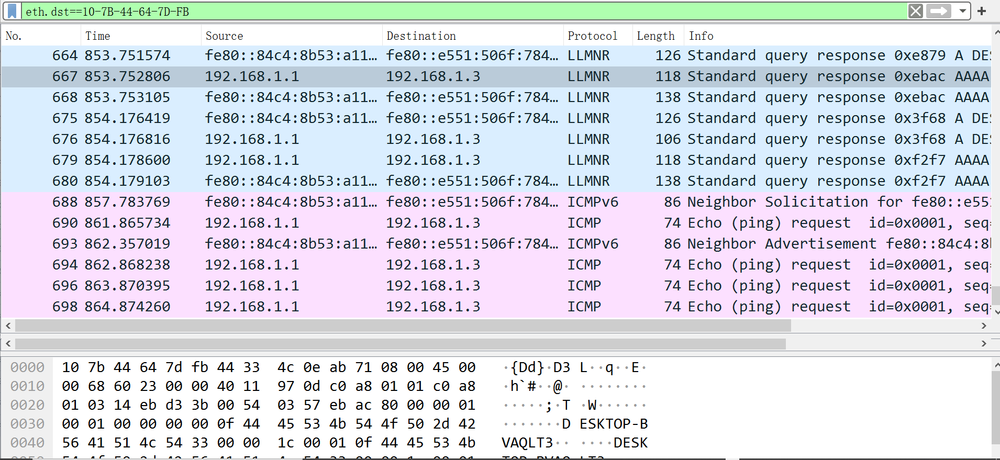 eth.dst==10-7B-44-64-7D-FB
No. Time Source Destination Protocol Length Info
664 853.751574 fe80::84c4:8b53:a11… fe80::e551:506f:784… LLMNR 126 Standard query response 0xe879 A DES
667 853.752806 192.168.1.1 192.168.1.3 LLMNR 118 Standard query response 0xebac AAAA
668 853.753105 fe80::84c4:8b53:a11… fe80::e551:506f:784… LLMNR 138 Standard query response 0xebac AAAA
675 854.176419 fe80::84c4:8b53:a11… fe80::e551:506f:784… LLMNR 126 Standard query response 0x3f68 A DES
676 854.176816 192.168.1.1 192.168.1.3 LLMNR 106 Standard query response 0x3f68 A DES
679 854.178600 192.168.1.1 192.168.1.3 LLMNR 118 Standard query response 0xf2f7 AAAA
680 854.179103 fe80::84c4:8b53:a11… fe80::e551:506f:784… LLMNR 138 Standard query response 0xf2f7 AAAA
688 857.783769 fe80::84c4:8b53:a11… fe80::e551:506f:784… ICMPv6 86 Neighbor Solicitation for fe80::e551
690 861.865734 192.168.1.1 192.168.1.3 ICMP 74 Echo (ping) request id=0x0001, seq=
693 862.357019 fe80::84c4:8b53:a11… fe80::e551:506f:784… ICMPv6 86 Neighbor Advertisement fe80::84c4:8b
694 862.868238 192.168.1.1 192.168.1.3 ICMP 74 Echo (ping) request id=0x0001, seq=
696 863.870395 192.168.1.1 192.168.1.3 ICMP 74 Echo (ping) request id=0x0001, seq=
698 864.874260 192.168.1.1 192.168.1.3 ICMP 74 Echo (ping) request id=0x0001, seq=
0000 10 7b 44 64 7d fb 44 33 4c 0e ab 71 08 00 45 00 ·{Dd}·D3 L··q··E·
0010 00 68 60 23 00 00 40 11 97 0d c0 a8 01 01 c0 a8 ·h`#··@· ········
0020 01 03 14 eb d3 3b 00 54 03 57 eb ac 80 00 00 01 ·····;·T ·W······
0030 00 01 00 00 00 00 0f 44 45 53 4b 54 4f 50 2d 42 ·······D ESKTOP-B
0040 56 41 51 4c 54 33 00 00 1c 00 01 0f 44 45 53 4b VAQLT3·· ····DESK